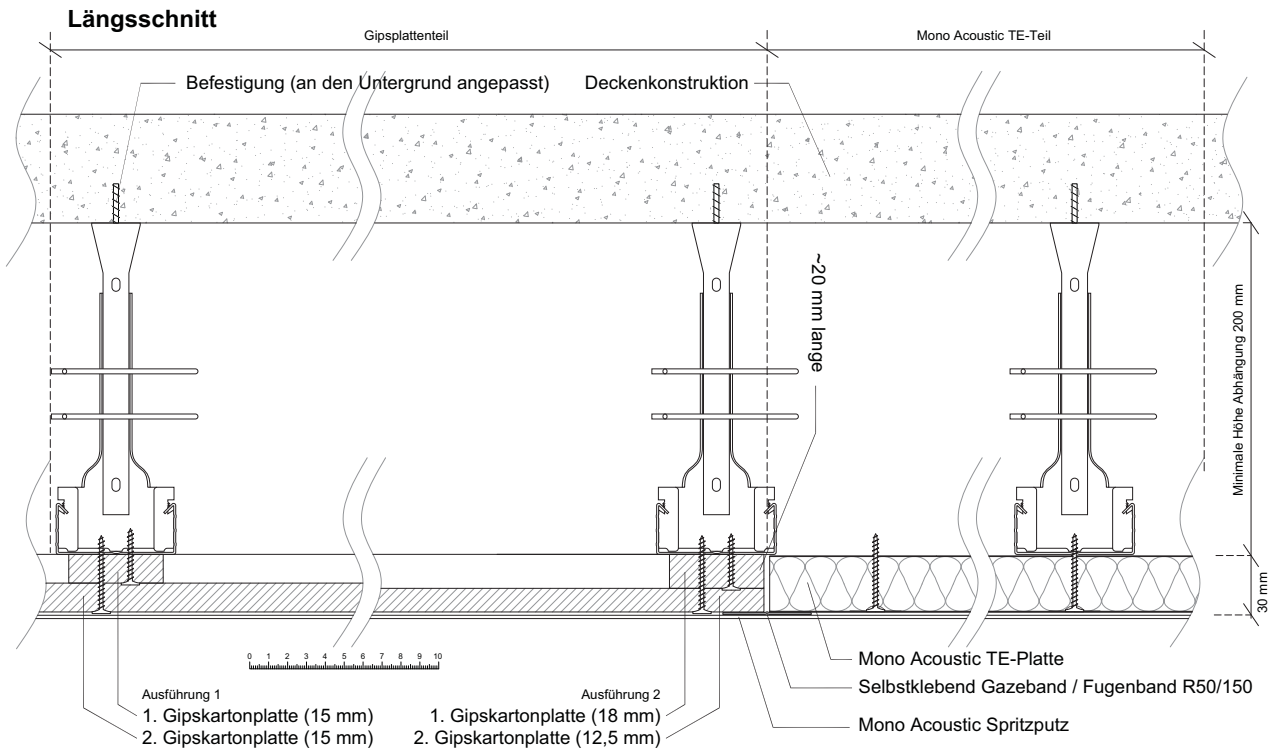 Längsschnitt
Gipsplattenteil
Mono Acoustic TE-Teil
Befestigung (an den Untergrund angepasst)
Deckenkonstruktion
~20 mm lange
Minimale Höhe Abhängung 200 mm
30 mm
0 1 2 3 4 5 6 7 8 9 10
Ausführung 1
1. Gipskartonplatte (15 mm)
2. Gipskartonplatte (15 mm)
Ausführung 2
1. Gipskartonplatte (18 mm)
2. Gipskartonplatte (12,5 mm)
Mono Acoustic TE-Platte
Selbstklebend Gazeband / Fugenband R50/150
Mono Acoustic Spritzputz